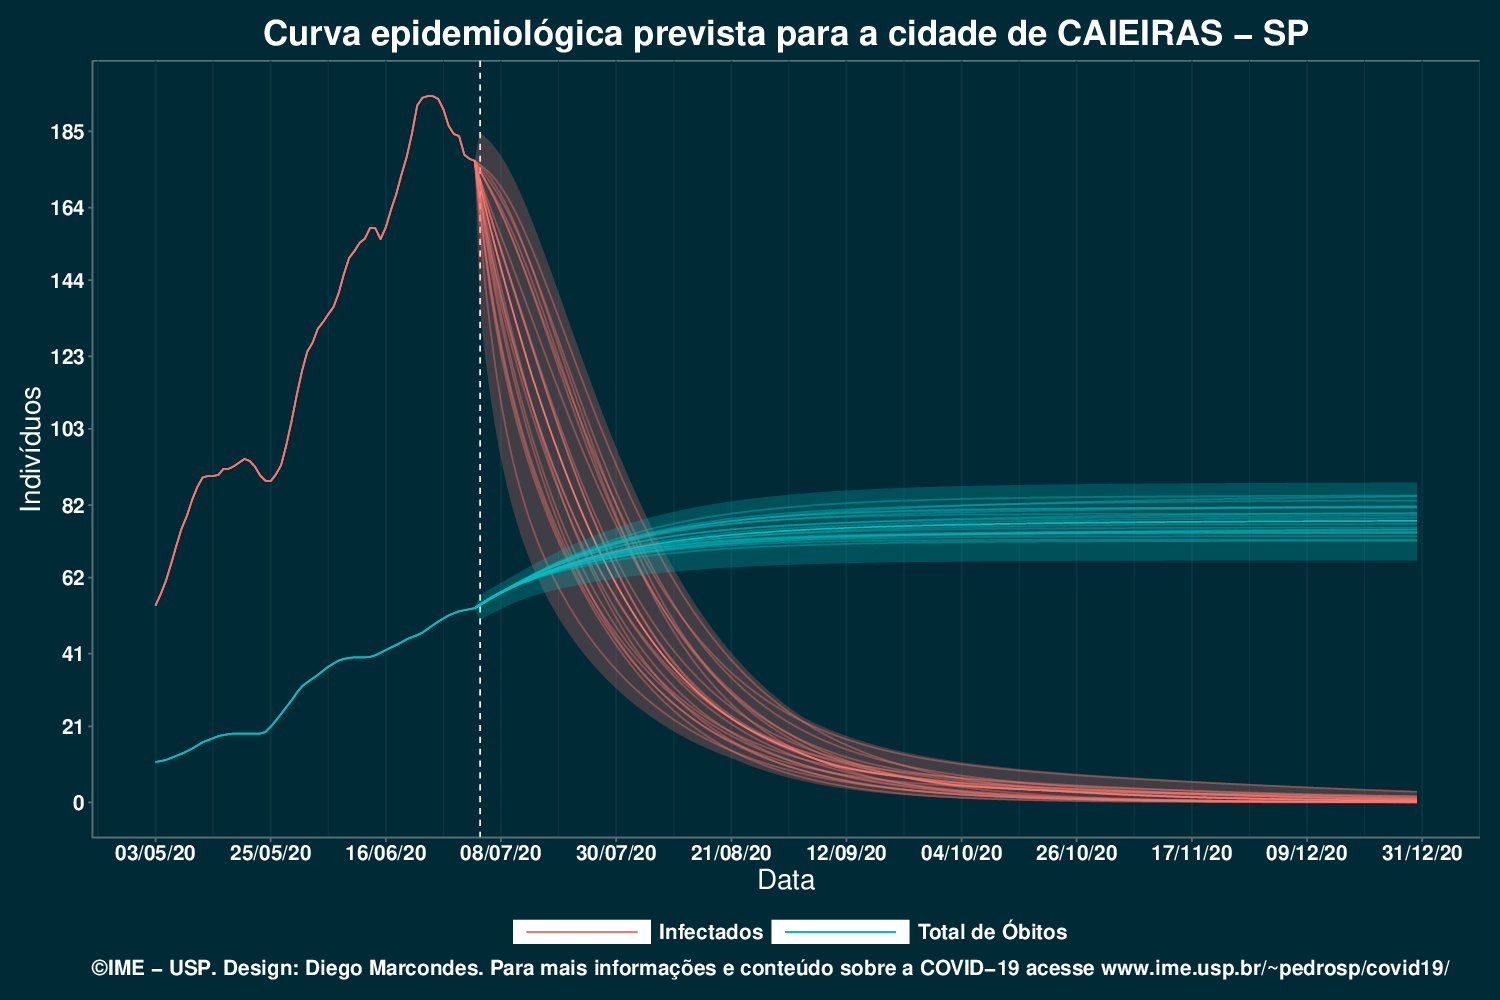 Curva epidemiológica prevista para a cidade de CAIEIRAS − SP
Indivíduos
185
164
144
123
103
82
62
41
21
0
03/05/20 25/05/20 16/06/20 08/07/20 30/07/20 21/08/20 12/09/20 04/10/20 26/10/20 17/11/20 09/12/20 31/12/20
Data
Infectados Total de Óbitos
©IME − USP. Design: Diego Marcondes. Para mais informações e conteúdo sobre a COVID−19 acesse www.ime.usp.br/~pedrosp/covid19/